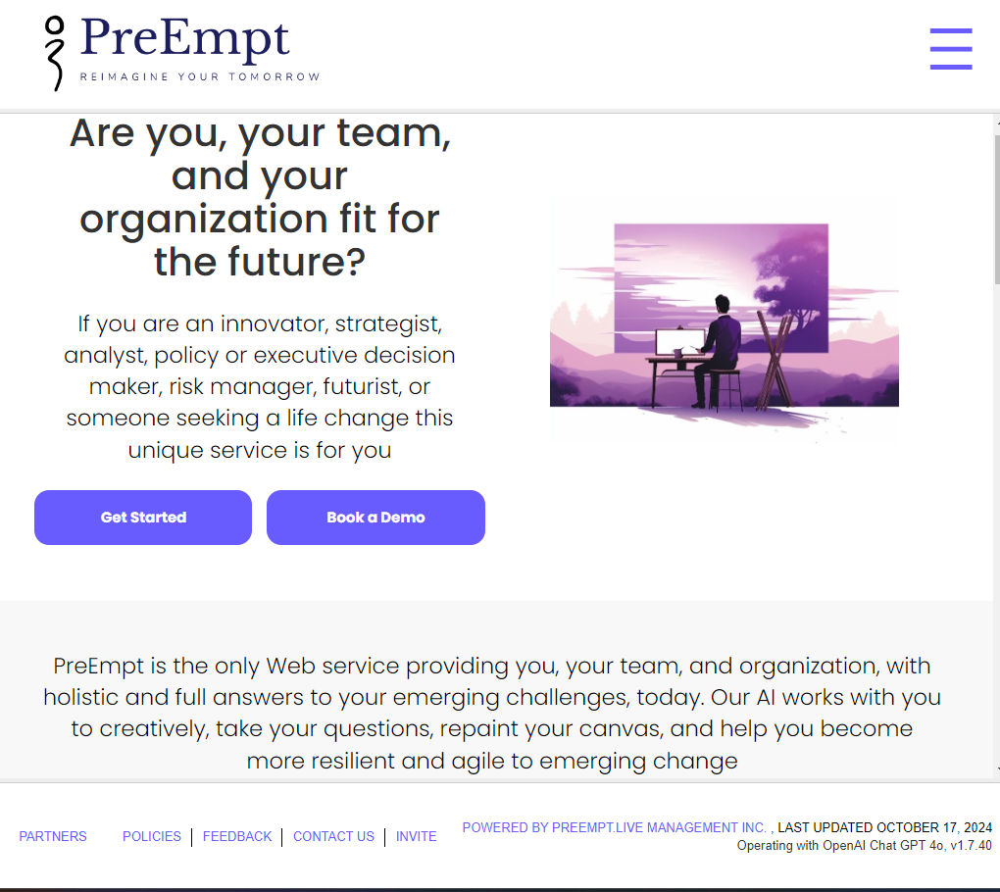 PreEmpt
REIMAGINE YOUR TOMORROW
Are you, your team,
and your
organization fit for
the future?
If you are an innovator, strategist,
analyst, policy or executive decision
maker, risk manager, futurist, or
someone seeking a life change this
unique service is for you
Get Started
Book a Demo
PreEmpt is the only Web service providing you, your team, and organization, with
holistic and full answers to your emerging challenges, today. Our AI works with you
to creatively, take your questions, repaint your canvas, and help you become
more resilient and agile to emerging change
PARTNERS
POLICIES | FEEDBACK | CONTACT US | INVITE
POWERED BY PREEMPT.LIVE MANAGEMENT INC. , LAST UPDATED OCTOBER 17, 2024
Operating with OpenAI Chat GPT 4o, v1.7.40